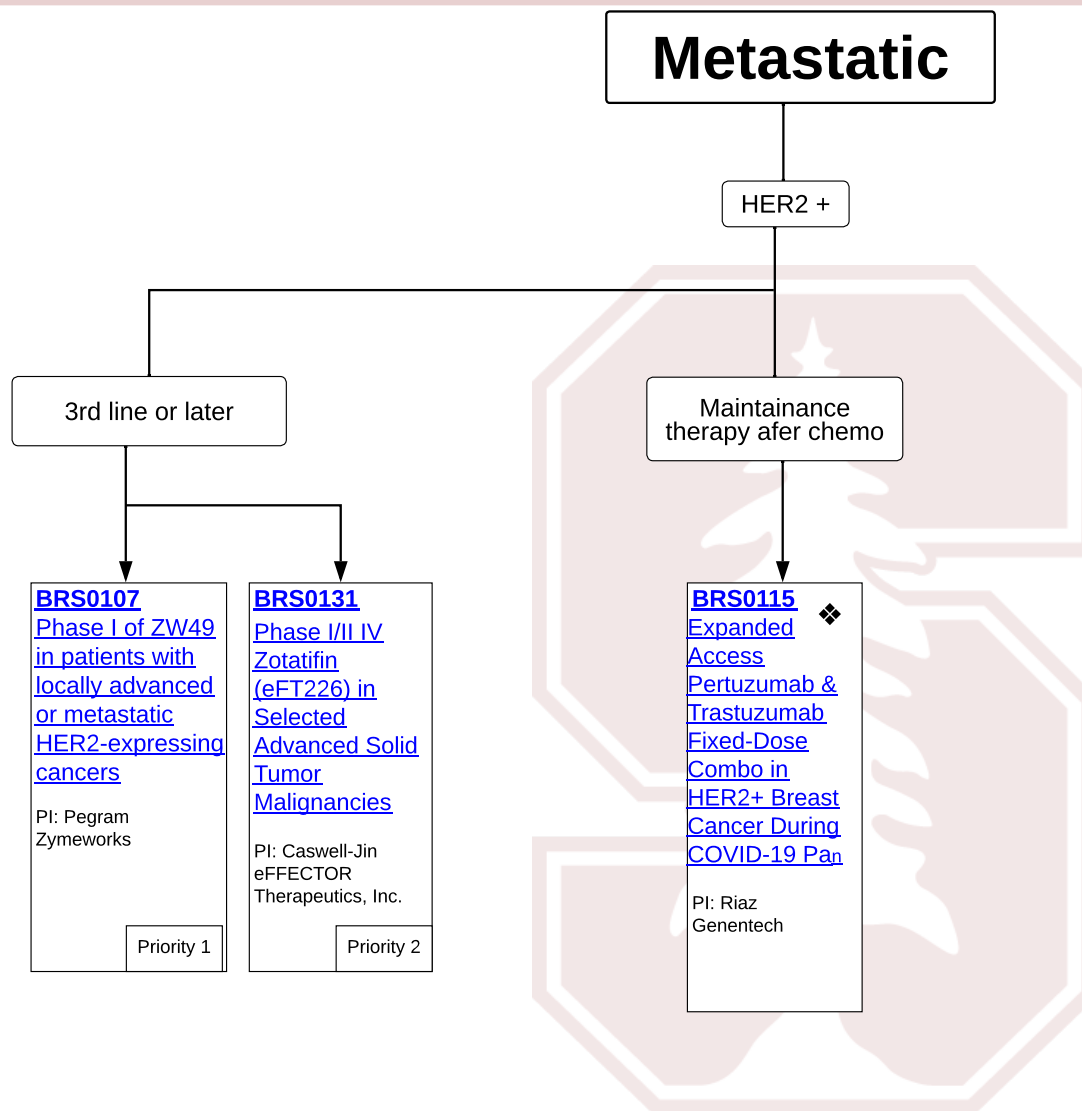 Metastatic
HER2 +
3rd line or later
Maintainance
therapy afer chemo
BRS0107
Phase I of ZW49
in patients with
locally advanced
or metastatic
HER2-expressing
cancers
PI: Pegram
Zymeworks
Priority 1
BRS0131
Phase I/II IV
Zotatifin
(eFT226) in
Selected
Advanced Solid
Tumor
Malignancies
PI: Caswell-Jin
eFFECTOR
Therapeutics, Inc.
Priority 2
BRS0115
Expanded
Access
Pertuzumab &
Trastuzumab
Fixed-Dose
Combo in
HER2+ Breast
Cancer During
COVID-19 Pan
PI: Riaz
Genentech